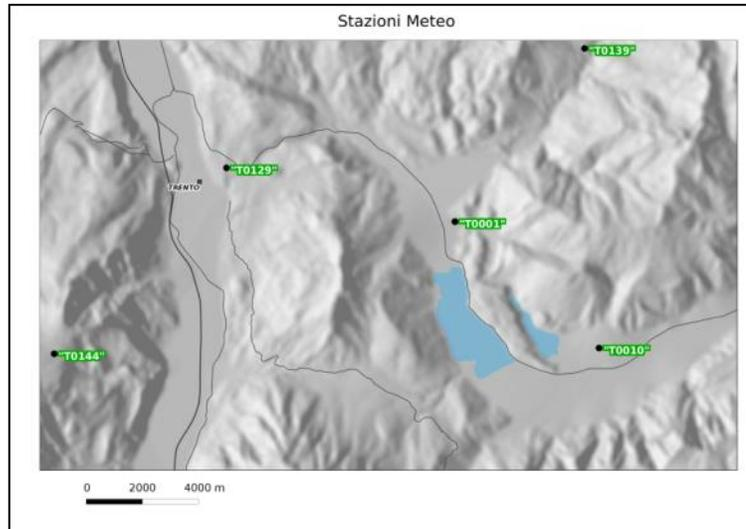 Stazioni Meteo
"T0139"
"T0129"
TRENTO
"T0001"
"T0144"
"T0010"
0 2000 4000 m